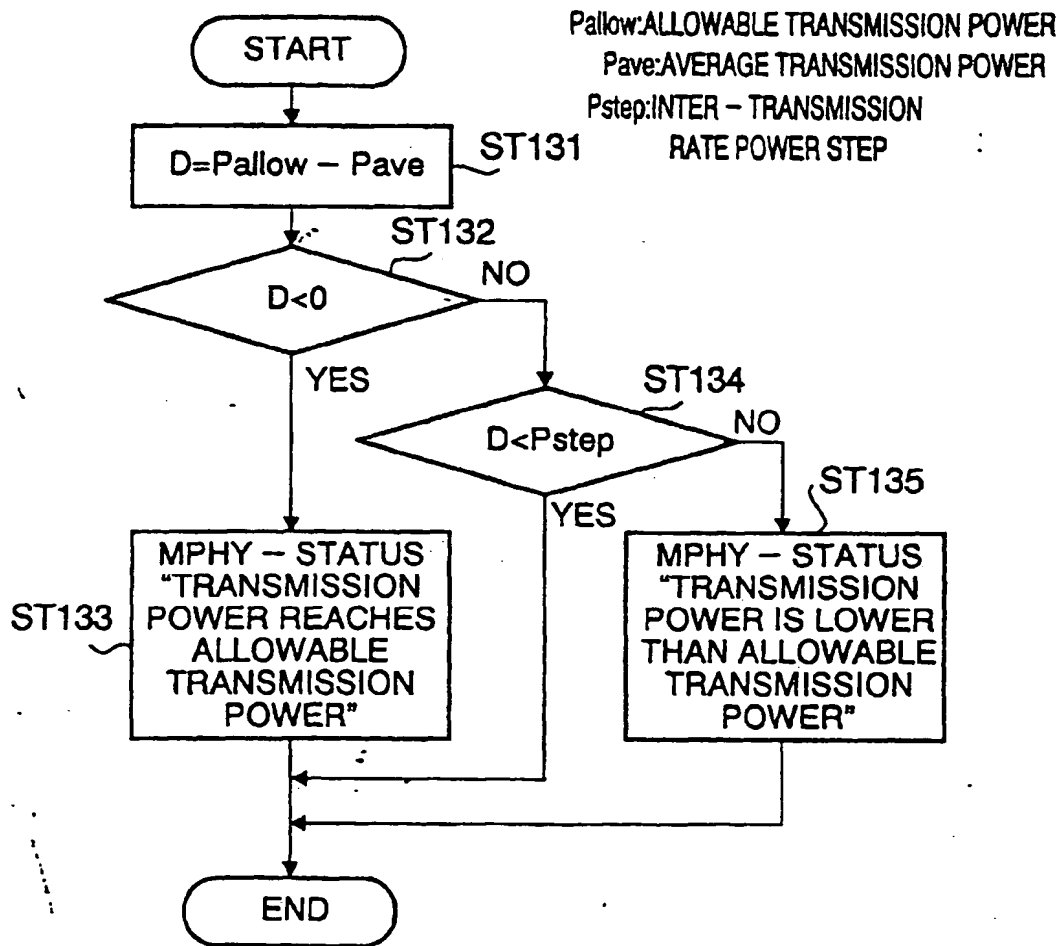 Pallow:ALLOWABLE TRANSMISSION POWER
Pave:AVERAGE TRANSMISSION POWER
Pstep:INTER – TRANSMISSION
RATE POWER STEP
START
D=Pallow – Pave
ST131
ST132
D<0
NO
YES
ST134
D<Pstep
NO
YES
ST135
ST133
MPHY – STATUS
"TRANSMISSION
POWER REACHES
ALLOWABLE
TRANSMISSION
POWER"
MPHY – STATUS
"TRANSMISSION
POWER IS LOWER
THAN ALLOWABLE
TRANSMISSION
POWER"
END